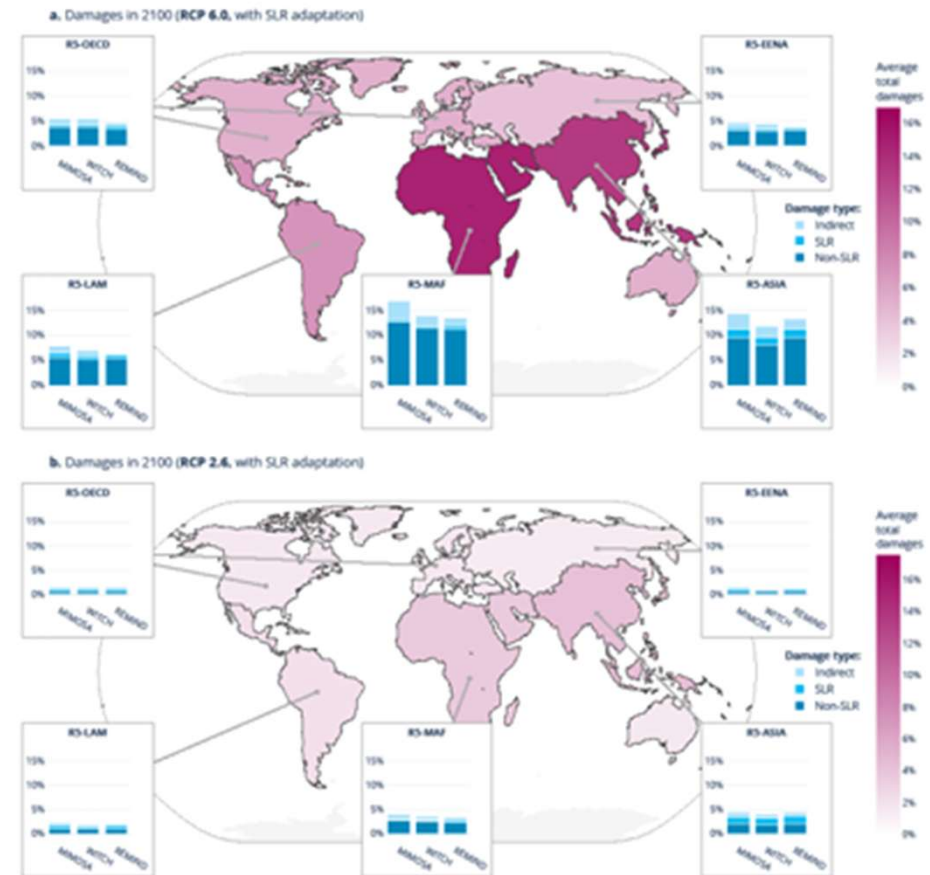 a. Damages in 2100 (RCP 6.0, with SLR adaptation)
R5-OECD
15%
10%
5%
0%
MIMOSA
WITCH
REMIND
R5-EENA
15%
10%
5%
0%
MIMOSA
WITCH
REMIND
Average
total
damages
16%
14%
12%
10%
8%
6%
4%
2%
0%
Damage type:
Indirect
SLR
Non-SLR
R5-LAM
15%
10%
5%
0%
MIMOSA
WITCH
REMIND
R5-MAF
15%
10%
5%
0%
MIMOSA
WITCH
REMIND
R5-ASIA
15%
10%
5%
0%
MIMOSA
WITCH
REMIND
b. Damages in 2100 (RCP 2.6, with SLR adaptation)
R5-OECD
15%
10%
5%
0%
MIMOSA
WITCH
REMIND
R5-EENA
15%
10%
5%
0%
MIMOSA
WITCH
REMIND
Average
total
damages
16%
14%
12%
10%
8%
6%
4%
2%
0%
Damage type:
Indirect
SLR
Non-SLR
R5-LAM
15%
10%
5%
0%
MIMOSA
WITCH
REMIND
R5-MAF
15%
10%
5%
0%
MIMOSA
WITCH
REMIND
R5-ASIA
15%
10%
5%
0%
MIMOSA
WITCH
REMIND